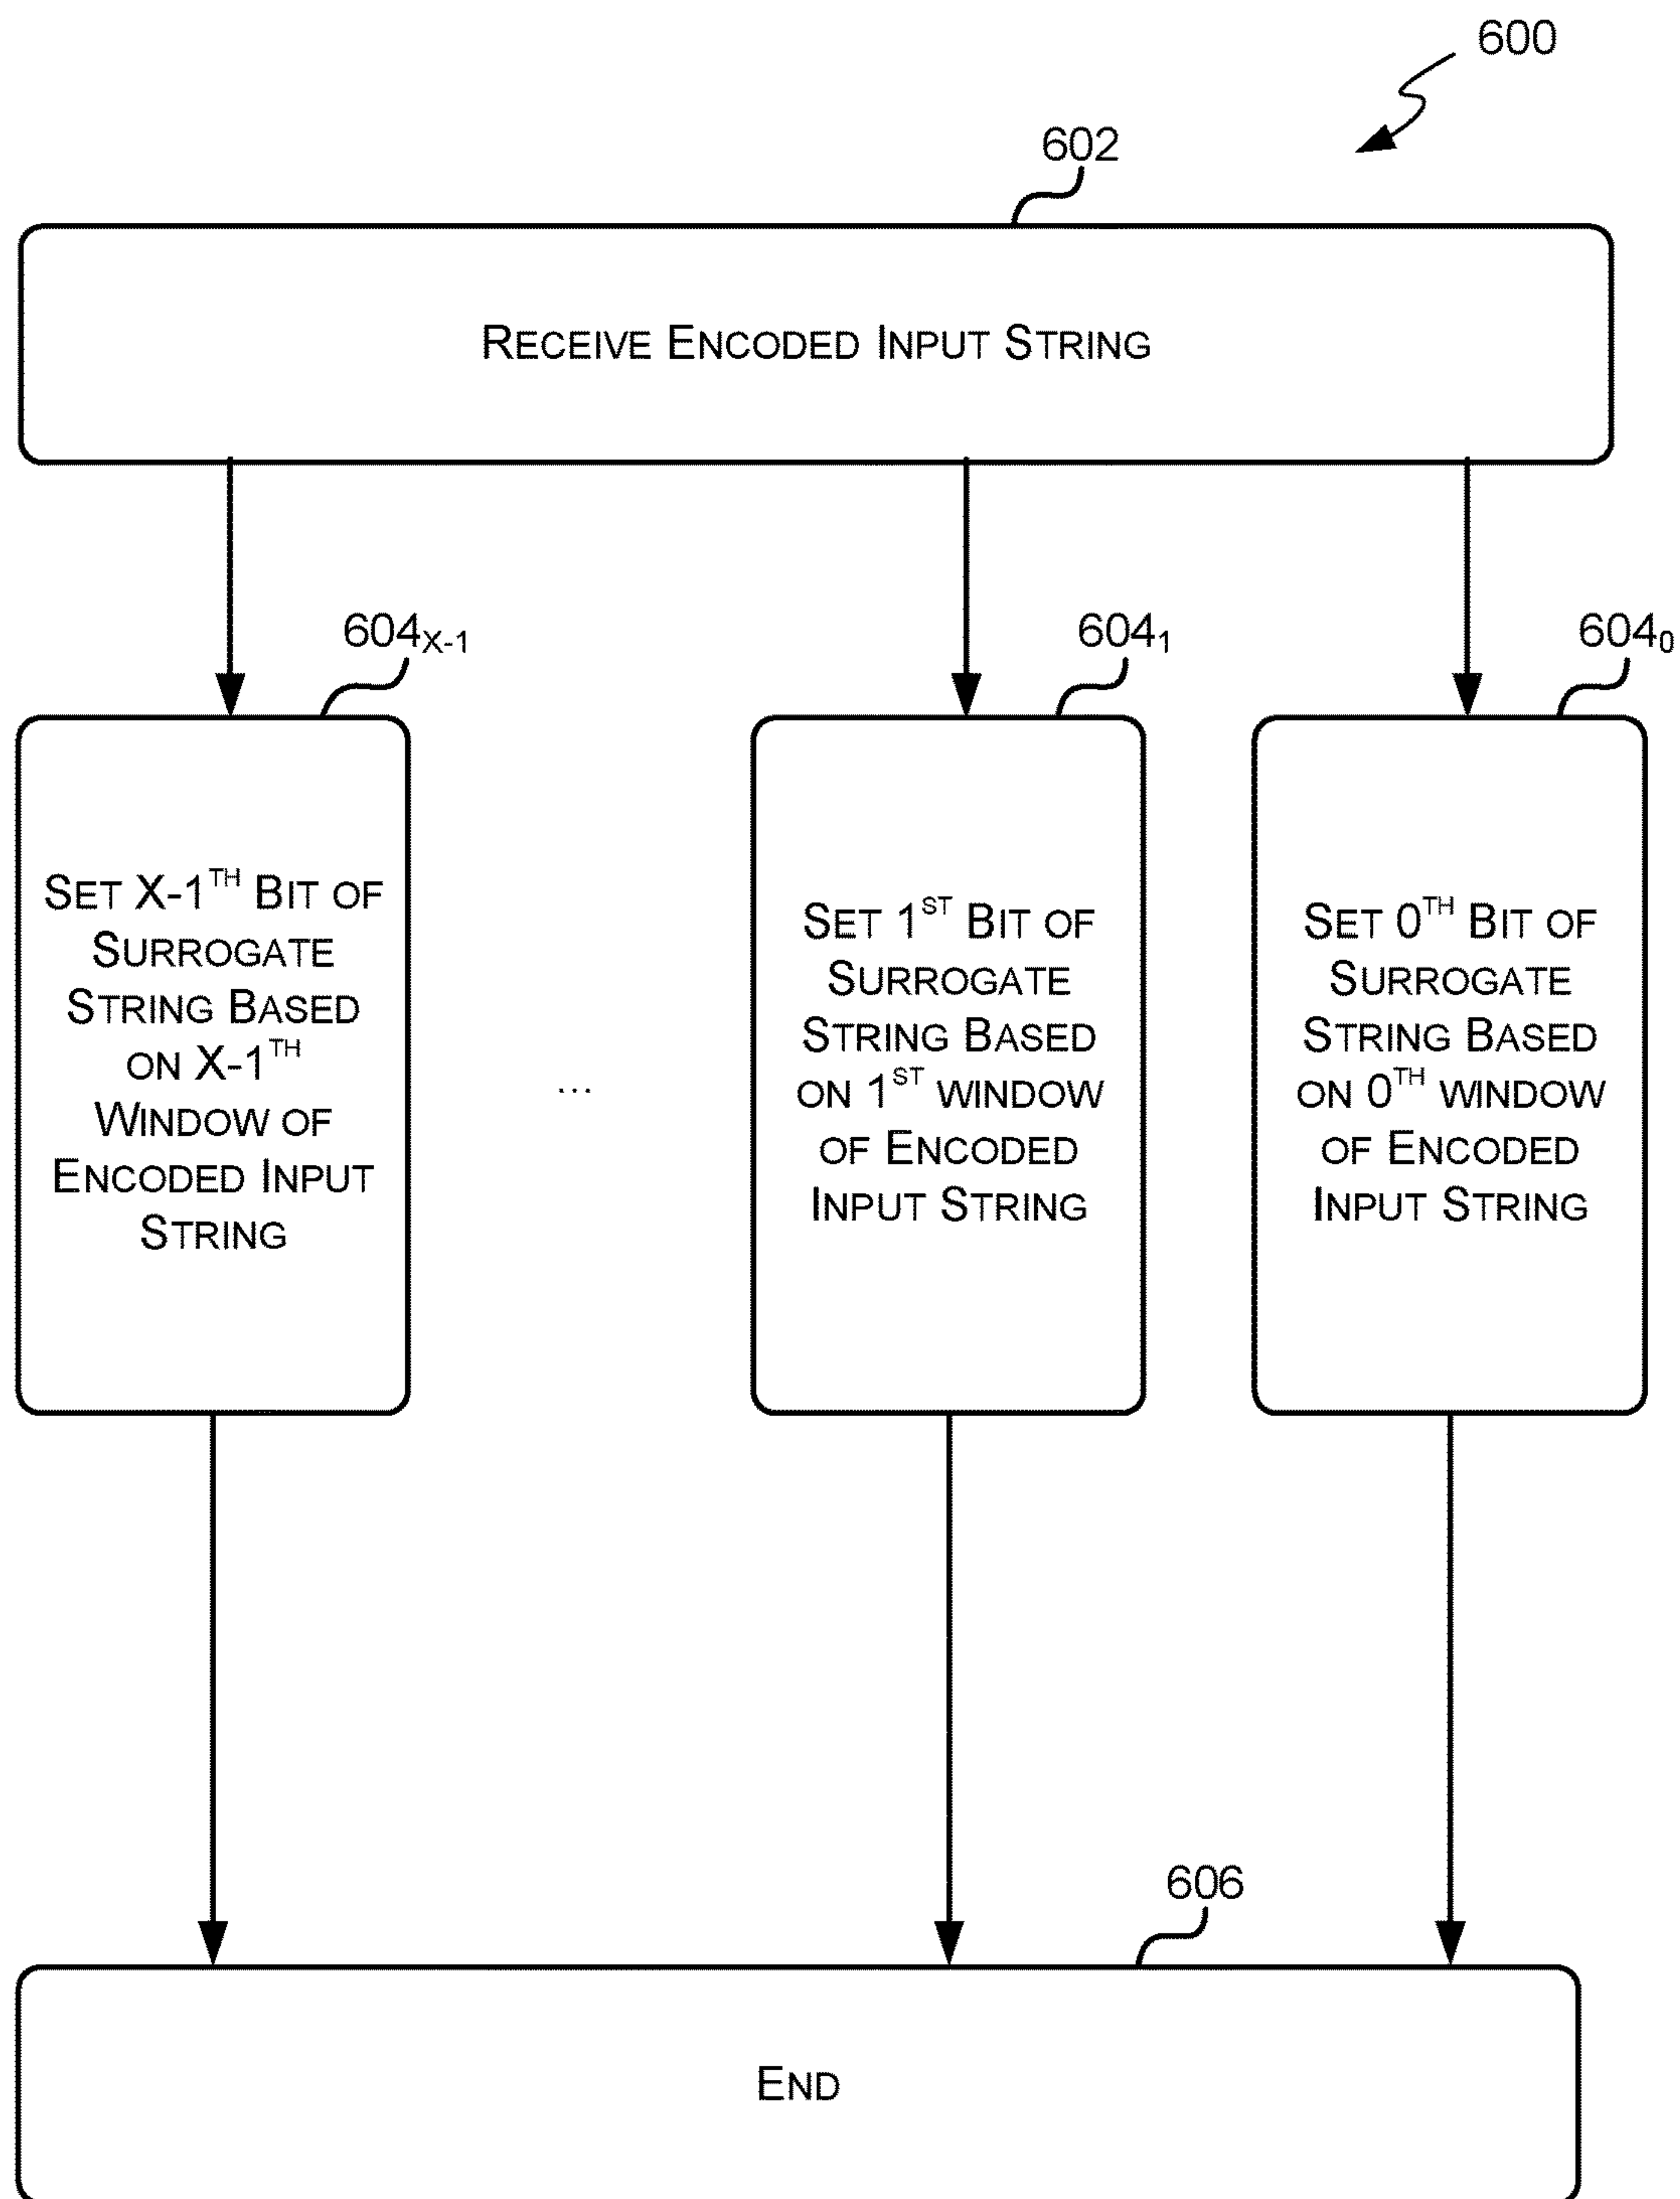 600
602
RECEIVE ENCODED INPUT STRING
604X-1
6041
6040
SET X-1TH BIT OF
SURROGATE
STRING BASED
ON X-1TH
WINDOW OF
ENCODED INPUT
STRING
...
SET 1ST BIT OF
SURROGATE
STRING BASED
ON 1ST WINDOW
OF ENCODED
INPUT STRING
SET 0TH BIT OF
SURROGATE
STRING BASED
ON 0TH WINDOW
OF ENCODED
INPUT STRING
606
END